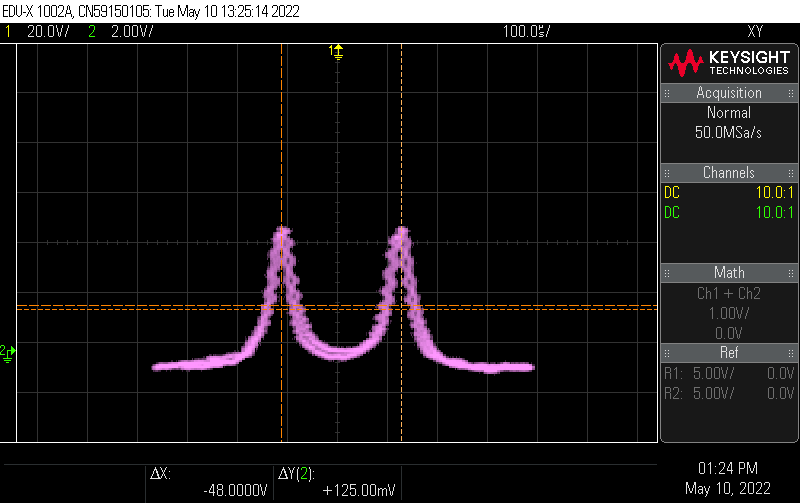 EDU-X 1002A, CN59150105: Tue May 10 13:25:14 2022
1 20.0V/ 2 2.00V/ 100.0s/ XY
1
KEYSIGHT
TECHNOLOGIES
Acquisition
Normal
50.0MSa/s
Channels
DC 10.0:1
DC 10.0:1
Math
Ch1 + Ch2
1.00V/
0.0V
2
Ref
R1: 5.00V/ 0.0V
R2: 5.00V/ 0.0V
ΔX:
-48.0000V
ΔY(2):
+125.00mV
01:24 PM
May 10, 2022